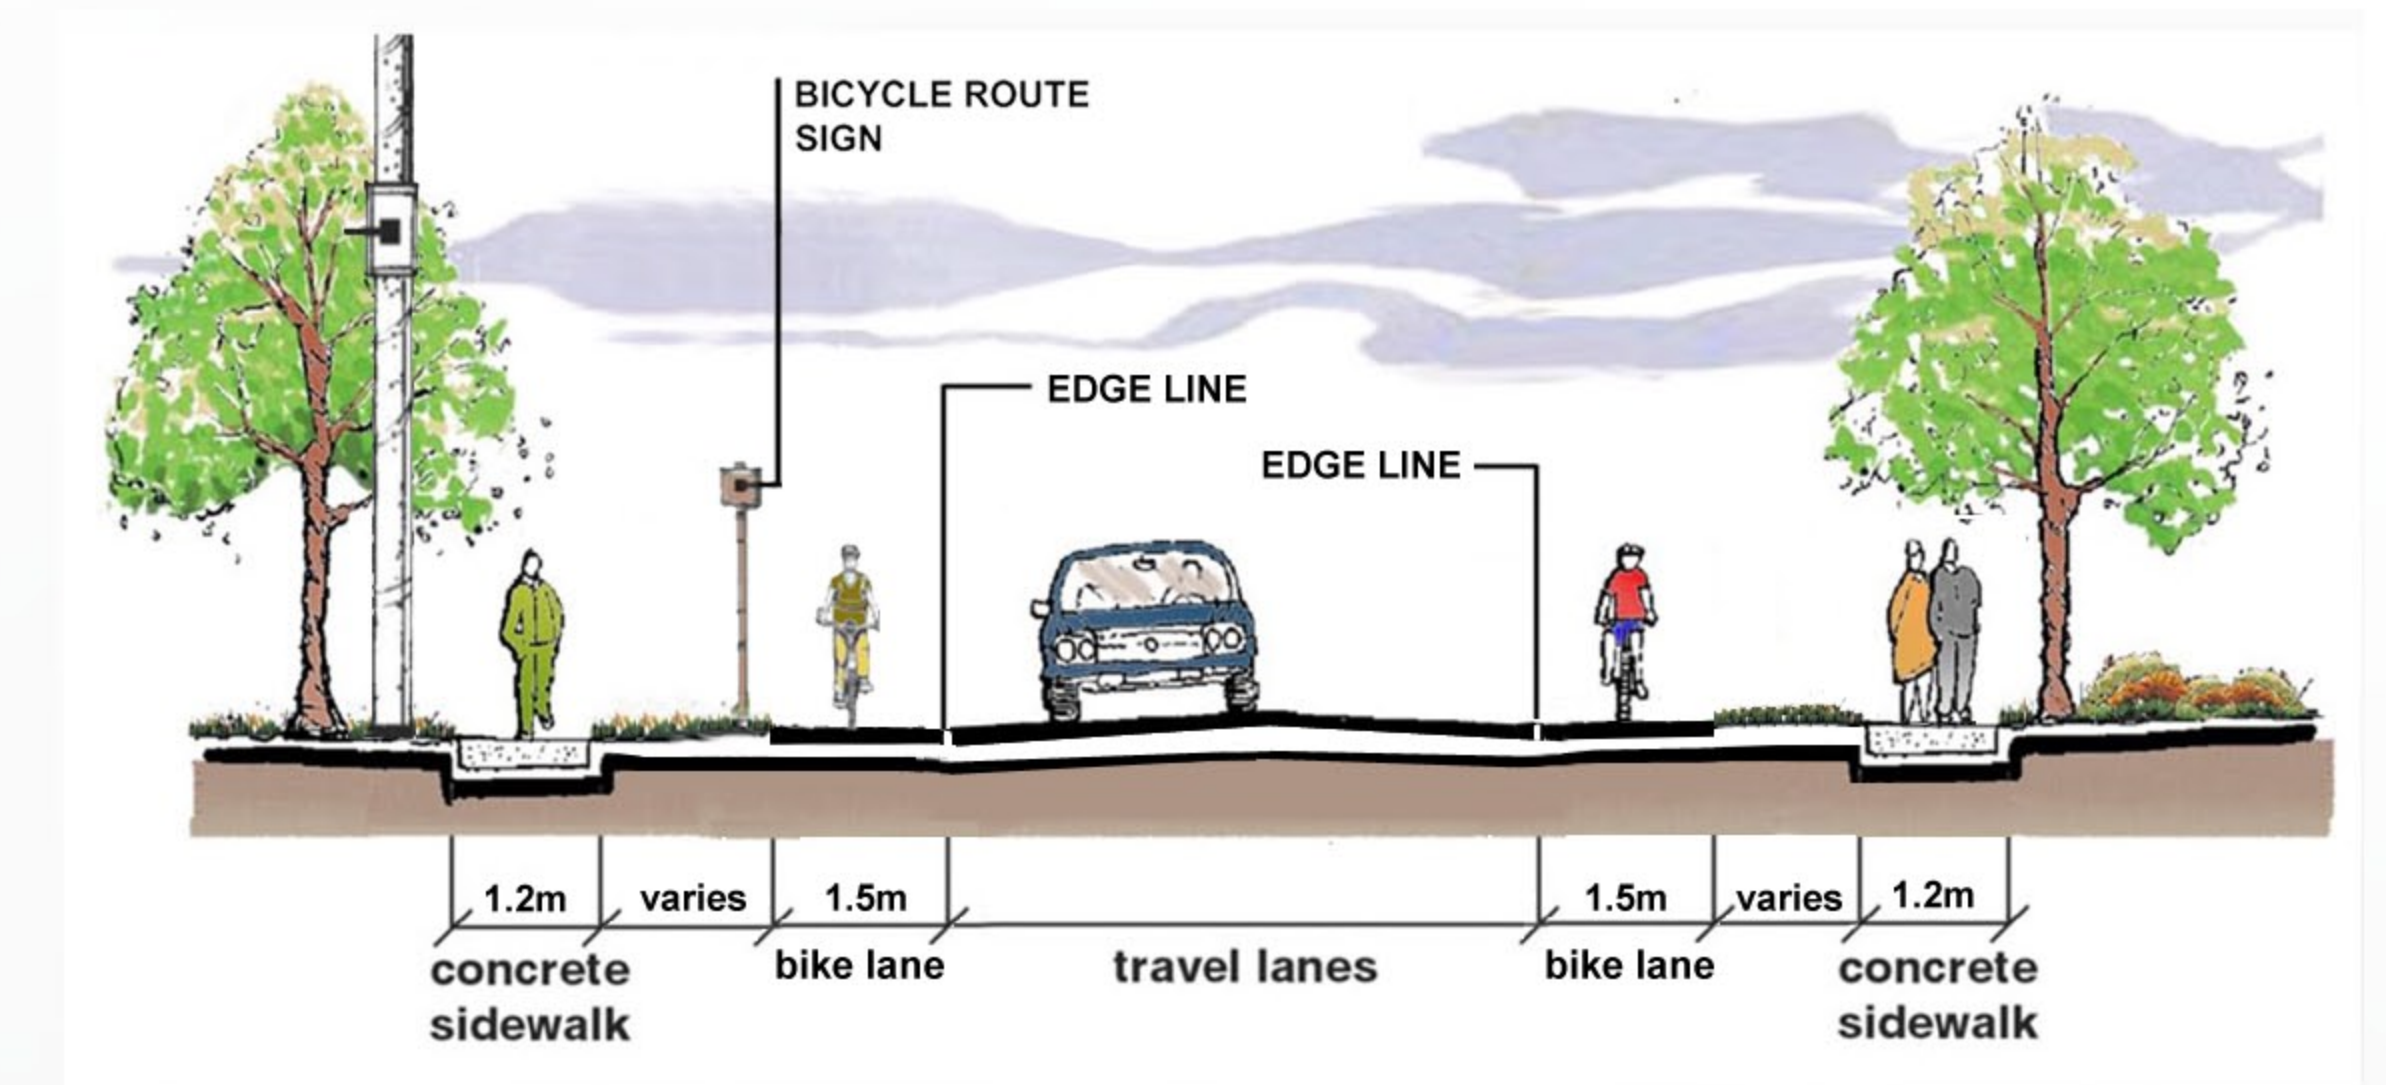 BICYCLE ROUTE
SIGN
EDGE LINE
EDGE LINE
1.2m
varies
1.5m
1.5m
varies
1.2m
concrete
sidewalk
bike lane
travel lanes
bike lane
concrete
sidewalk